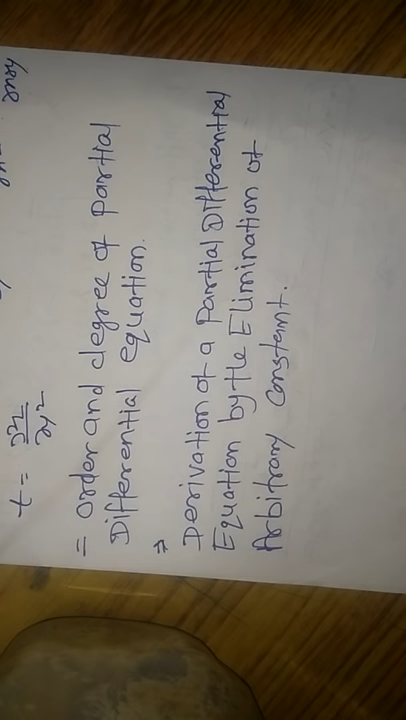 t = ∂²z/∂y²
= order and degree of partial
Differential equation.
⇒
Derivation of a Partial Differential
Equation by the Elimination of
Arbitrary Constant.